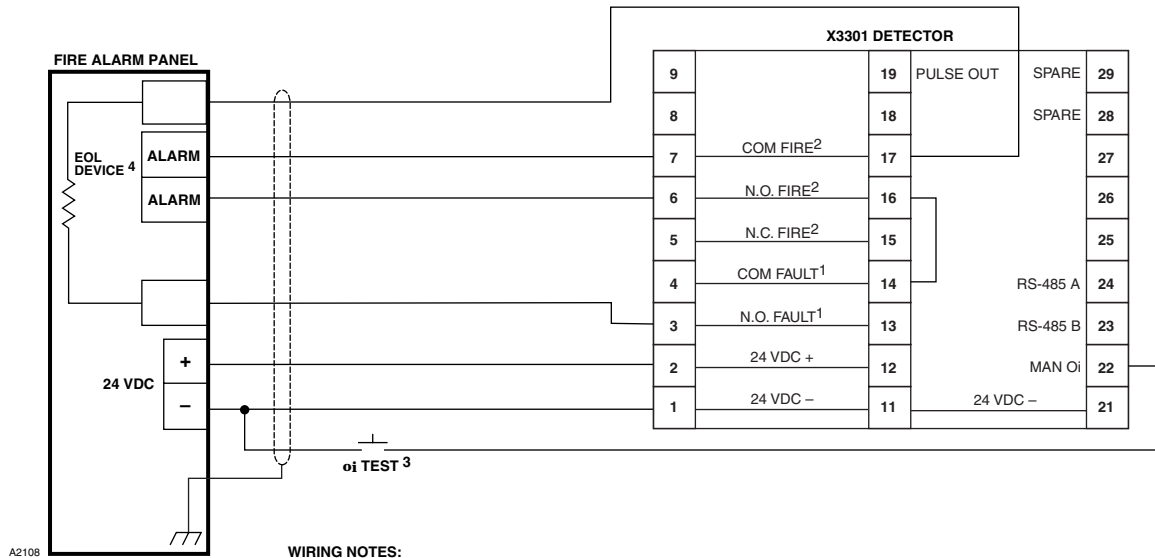 X3301 DETECTOR
FIRE ALARM PANEL
9 19 PULSE OUT SPARE 29
8 18 SPARE 28
EOL
DEVICE 4
ALARM
7 COM FIRE2 17 27
ALARM
6 N.O. FIRE2 16 26
5 N.C. FIRE2 15 25
4 COM FAULT1 14 RS-485 A 24
3 N.O. FAULT1 13 RS-485 B 23
24 VDC
+
2 24 VDC + 12 MAN Oi 22
–
1 24 VDC – 11 24 VDC – 21
oi TEST 3
A2108
WIRING NOTES: